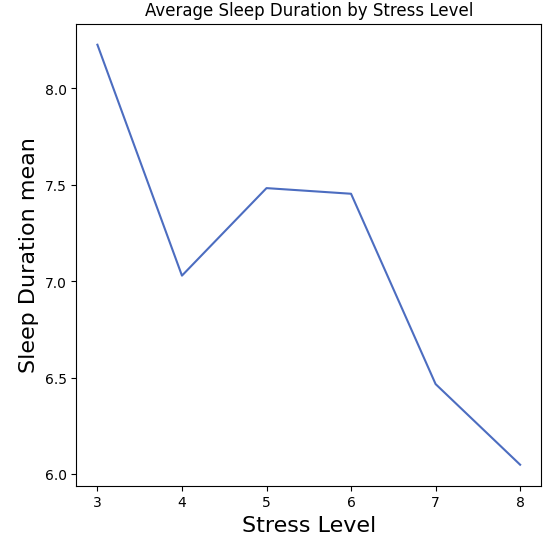 Average Sleep Duration by Stress Level
Sleep Duration mean
8.0
7.5
7.0
6.5
6.0
3 4 5 6 7 8
Stress Level